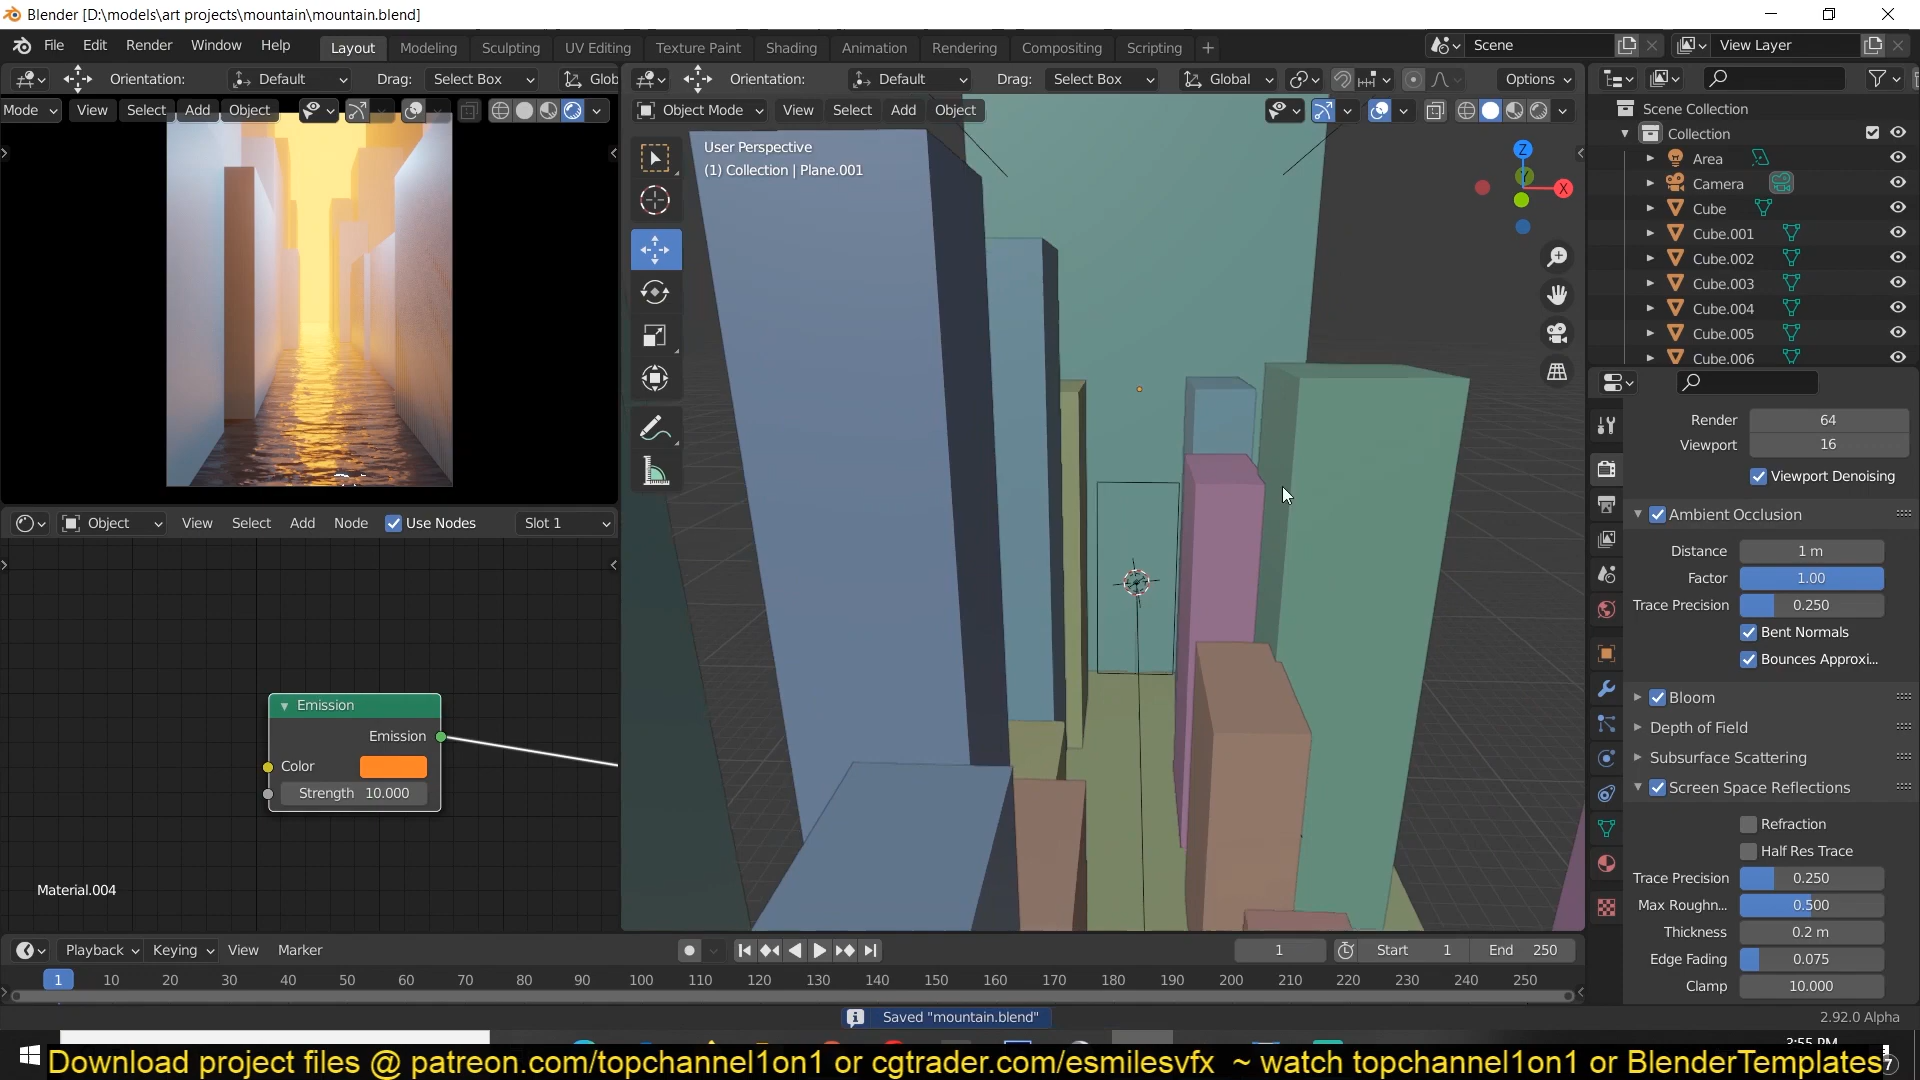 Blender [D:\models\art projects\mountain\mountain.blend]
File Edit Render Window Help Layout Modeling Sculpting UV Editing Texture Paint Shading Animation Rendering Compositing Scripting + Scene View Layer
Orientation: Default Drag: Select Box Glob Orientation: Default Drag: Select Box Global Options
Mode View Select Add Object Object Mode View Select Add Object
Scene Collection
Collection
Area
Camera
Cube
Cube.001
Cube.002
Cube.003
Cube.004
Cube.005
Cube.006
User Perspective
(1) Collection | Plane.001
Z
Y
X
Render 64
Viewport 16
Viewport Denoising
Ambient Occlusion
Distance 1 m
Factor 1.00
Trace Precision 0.250
Bent Normals
Bounces Approxi...
Bloom
Depth of Field
Subsurface Scattering
Screen Space Reflections
Refraction
Half Res Trace
Trace Precision 0.250
Max Roughn... 0.500
Thickness 0.2 m
Edge Fading 0.075
Clamp 10.000
Object View Select Add Node Use Nodes Slot 1
Emission
Emission
Color
Strength 10.000
Material.004
Playback Keying View Marker 1 Start 1 End 250
1 10 20 30 40 50 60 70 80 90 100 110 120 130 140 150 160 170 180 190 200 210 220 230 240 250
Saved "mountain.blend" 2.92.0 Alpha
3:55 PM
Download project files @ patreon.com/topchannel1on1 or cgtrader.com/esmilesvfx ~ watch topchannel1on1 or BlenderTemplates